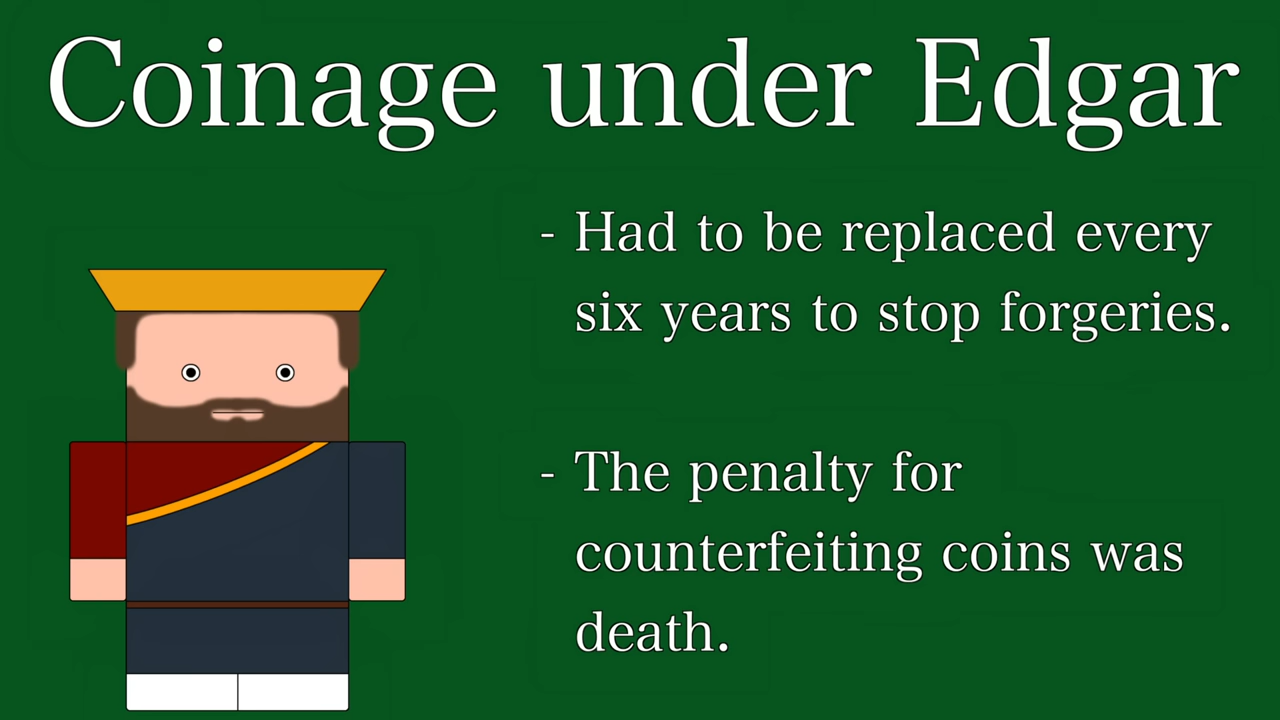 Coinage under Edgar
- Had to be replaced every
six years to stop forgeries.
- The penalty for
counterfeiting coins was
death.